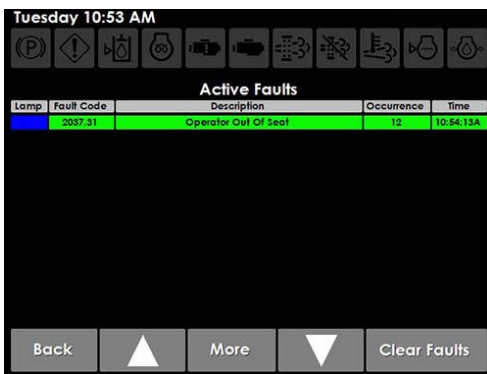 Tuesday 10:53 AM
Active Faults
Lamp Fault Code Description Occurrence Time
2037.31 Operator Out Of Seat 12 10:54:13A
Back More Clear Faults